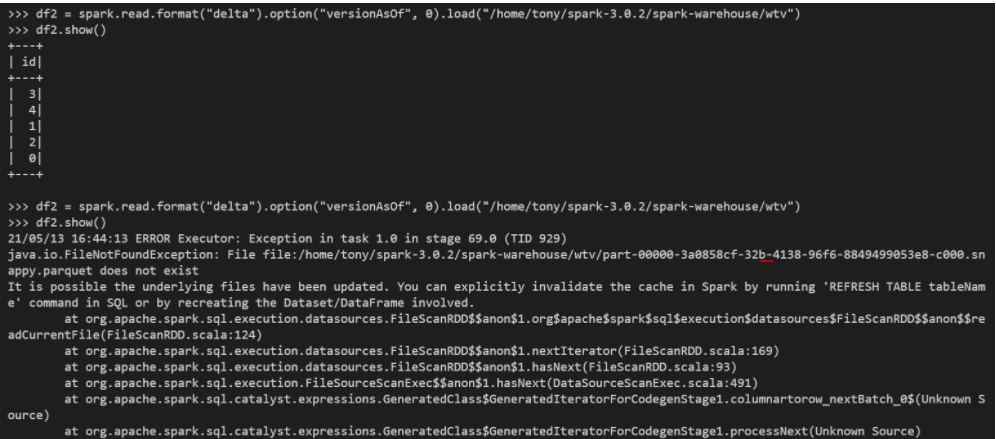 >>> df2 = spark.read.format("delta").option("versionAsOf", 0).load("/home/tony/spark-3.0.2/spark-warehouse/wtv")
>>> df2.show()
+---+
| id|
+---+
|  3|
|  4|
|  1|
|  2|
|  0|
+---+
>>> df2 = spark.read.format("delta").option("versionAsOf", 0).load("/home/tony/spark-3.0.2/spark-warehouse/wtv")
>>> df2.show()
21/05/13 16:44:13 ERROR Executor: Exception in task 1.0 in stage 69.0 (TID 929)
java.io.FileNotFoundException: File file:/home/tony/spark-3.0.2/spark-warehouse/wtv/part-00000-3a0858cf-32b-4138-96f6-8849499053e8-c000.sn
appy.parquet does not exist
It is possible the underlying files have been updated. You can explicitly invalidate the cache in Spark by running 'REFRESH TABLE tableNam
e' command in SQL or by recreating the Dataset/DataFrame involved.
        at org.apache.spark.sql.execution.datasources.FileScanRDD$$anon$1.org$apache$spark$sql$execution$datasources$FileScanRDD$$anon$$re
adCurrentFile(FileScanRDD.scala:124)
        at org.apache.spark.sql.execution.datasources.FileScanRDD$$anon$1.nextIterator(FileScanRDD.scala:169)
        at org.apache.spark.sql.execution.datasources.FileScanRDD$$anon$1.hasNext(FileScanRDD.scala:93)
        at org.apache.spark.sql.execution.FileSourceScanExec$$anon$1.hasNext(DataSourceScanExec.scala:491)
        at org.apache.spark.sql.catalyst.expressions.GeneratedClass$GeneratedIteratorForCodegenStage1.columnartorow_nextBatch_0$(Unknown S
ource)
        at org.apache.spark.sql.catalyst.expressions.GeneratedClass$GeneratedIteratorForCodegenStage1.processNext(Unknown Source)